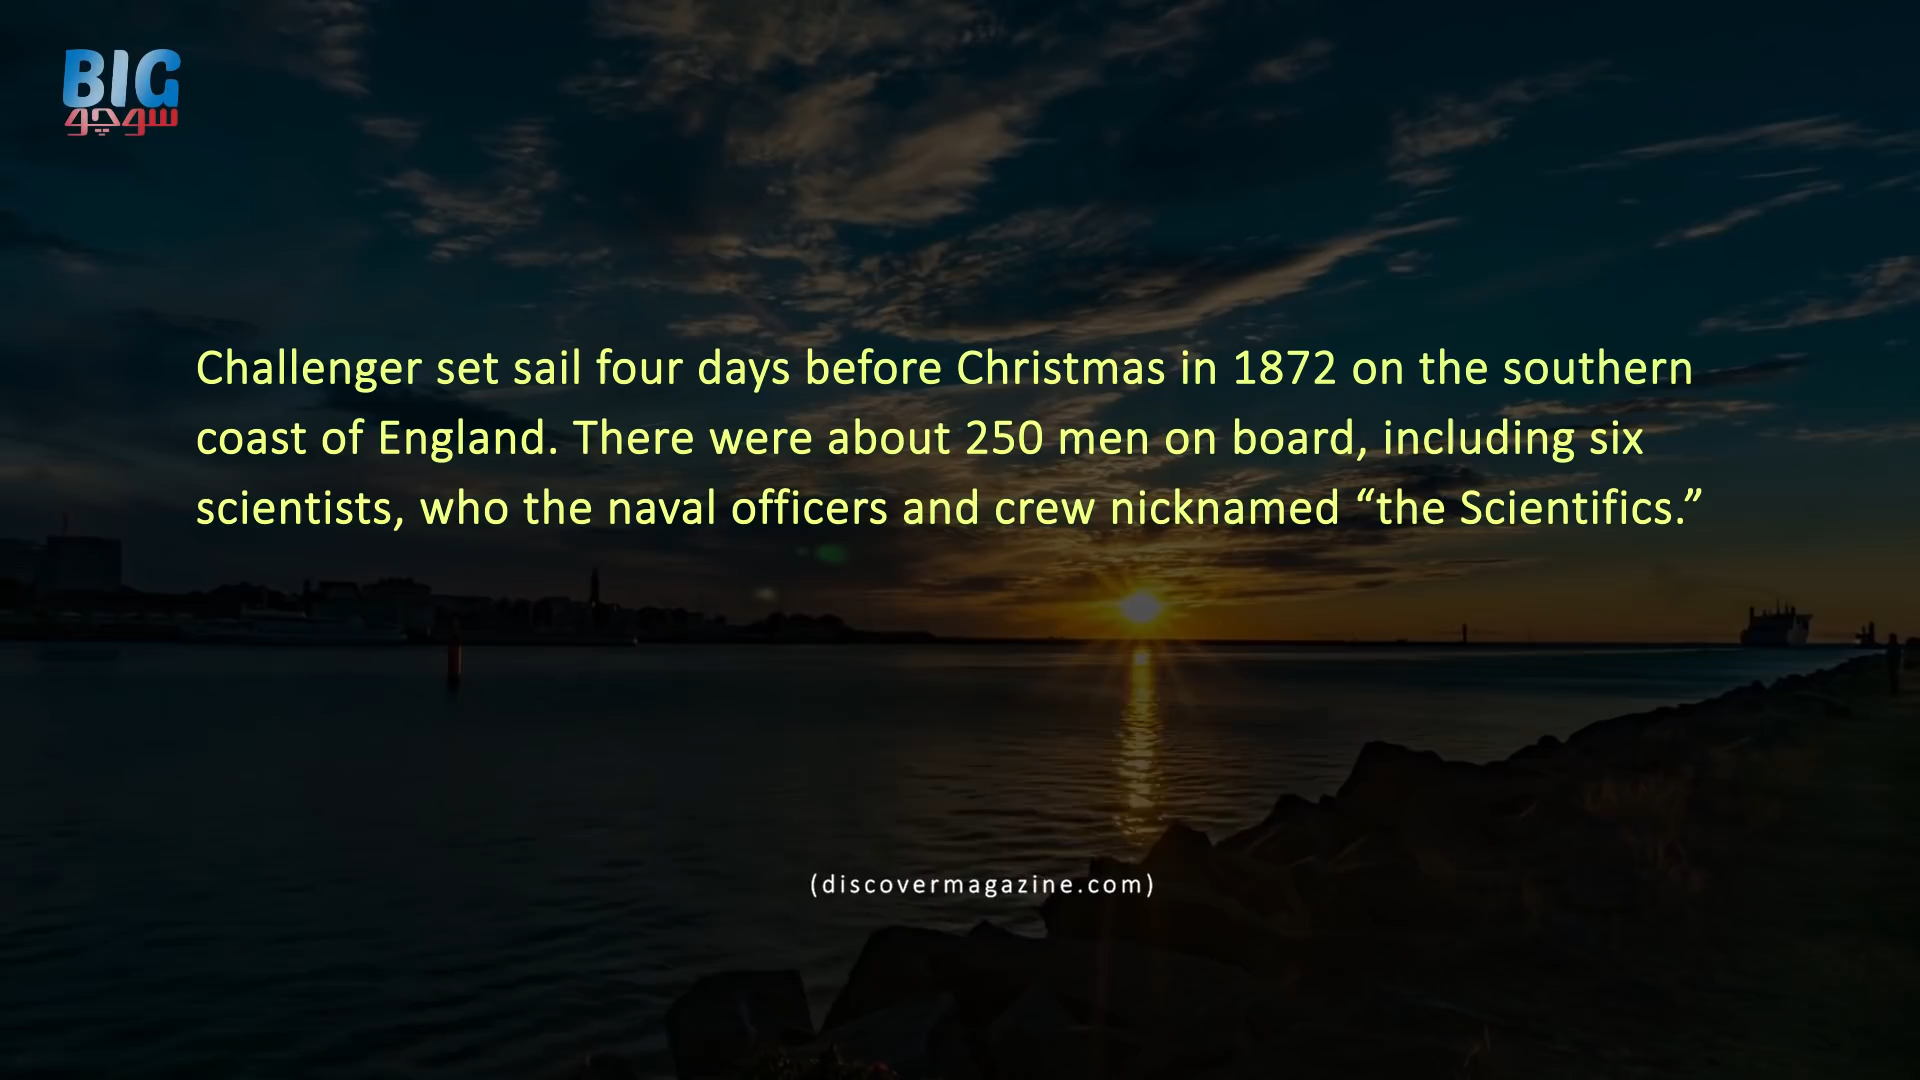 BIG
سوچو
Challenger set sail four days before Christmas in 1872 on the southern
coast of England. There were about 250 men on board, including six
scientists, who the naval officers and crew nicknamed “the Scientifics.”
(discovermagazine.com)